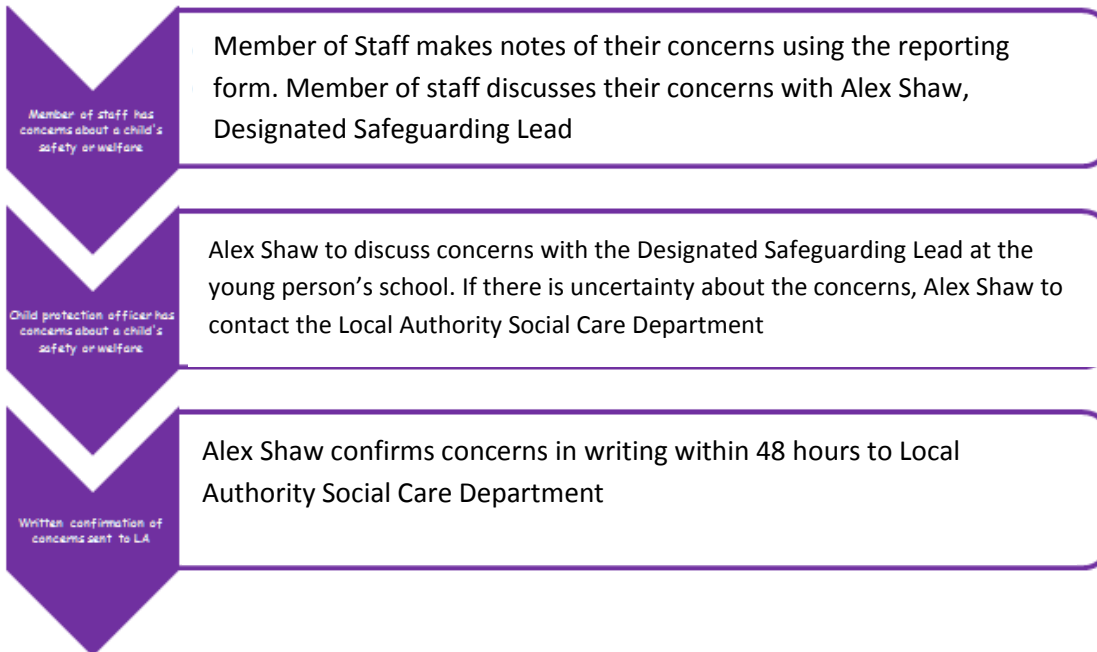 Member of staff has
concerns about a child's
safety or welfare
Member of Staff makes notes of their concerns using the reporting
form. Member of staff discusses their concerns with Alex Shaw,
Designated Safeguarding Lead
Child protection officer has
concerns about a child's
safety or welfare
Alex Shaw to discuss concerns with the Designated Safeguarding Lead at the
young person's school. If there is uncertainty about the concerns, Alex Shaw to
contact the Local Authority Social Care Department
Written confirmation of
concerns sent to LA
Alex Shaw confirms concerns in writing within 48 hours to Local
Authority Social Care Department